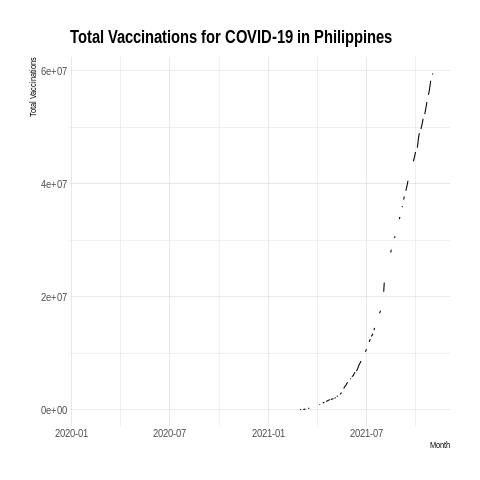 Total Vaccinations for COVID-19 in Philippines
Total Vaccinations
6e+07
4e+07
2e+07
0e+00
2020-01 2020-07 2021-01 2021-07
Month